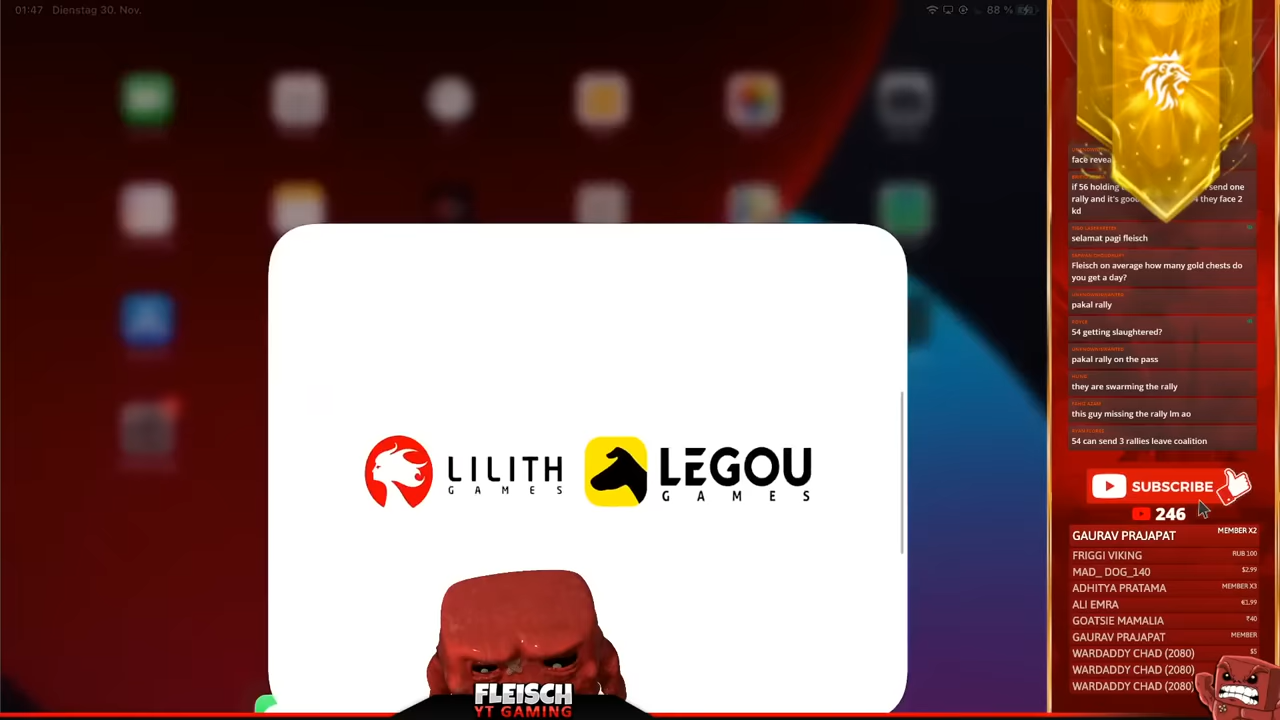 01:47 Dienstag 30. Nov.
88 %
LILITH
GAMES
LEGOU
GAMES
FLEISCH
YT GAMING
face revea
if 56 holding send one
rally and it's good they face 2
kd
selamat pagi fleisch
Fleisch on average how many gold chests do
you get a day?
pakal rally
54 getting slaughtered?
pakal rally on the pass
they are swarming the rally
this guy missing the rally lm ao
54 can send 3 rallies leave coalition
SUBSCRIBE
246
GAURAV PRAJAPAT MEMBER X2
FRIGGI VIKING RUB 100
MAD_ DOG_140 $2.99
ADHITYA PRATAMA MEMBER X3
ALI EMRA €1.99
GOATSIE MAMALIA ₹40
GAURAV PRAJAPAT MEMBER
WARDADDY CHAD (2080) $5
WARDADDY CHAD (2080)
WARDADDY CHAD (2080)